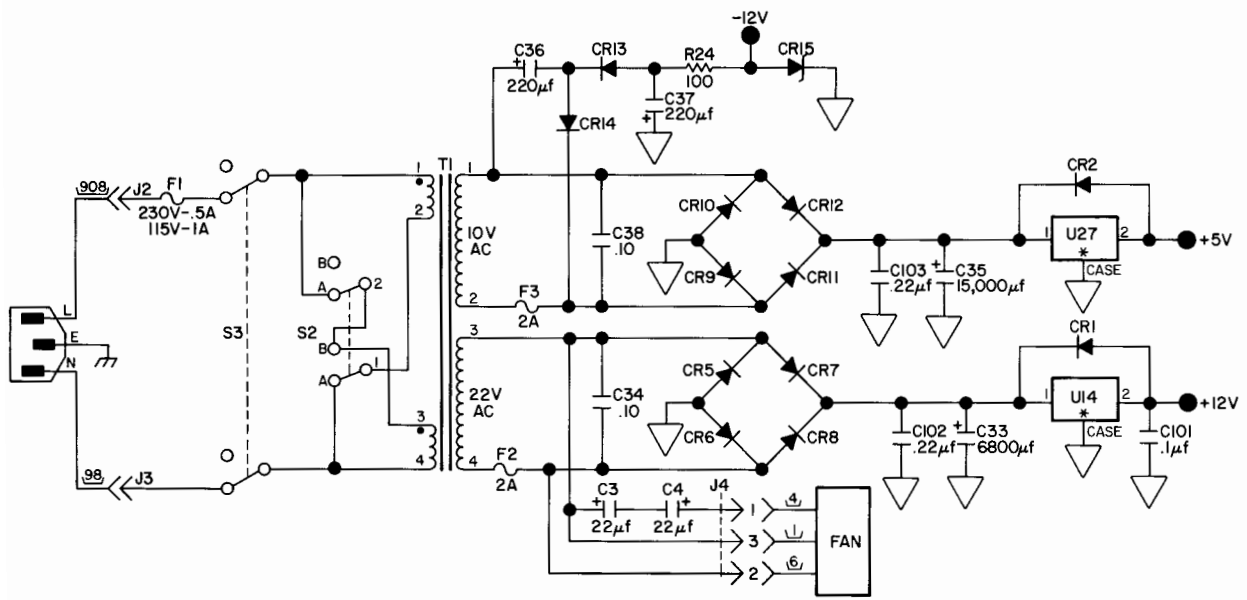 -12V
C36
+
220µf
CR13
R24
100
CR15
C37
220µf
+
CR14
908
J2
F1
230V-.5A
115V-1A
1
T1
1
2
10V
AC
C38
.10
CR10
CR12
CR9
CR11
CR2
1
U27
2
*
CASE
+5V
C103
.22µf
+
C35
15,000µf
B
A
2
2
F3
2A
L
E
N
S3
S2
B
A
1
3
22V
AC
C34
.10
CR5
CR7
CR6
CR8
CR1
1
U14
2
*
CASE
+12V
C102
.22µf
+
C33
6800µf
C101
.1µf
3
4
4
F2
2A
98
J3
C3
+
22µf
C4
+
22µf
J4
1
4
3
1
2
6
FAN